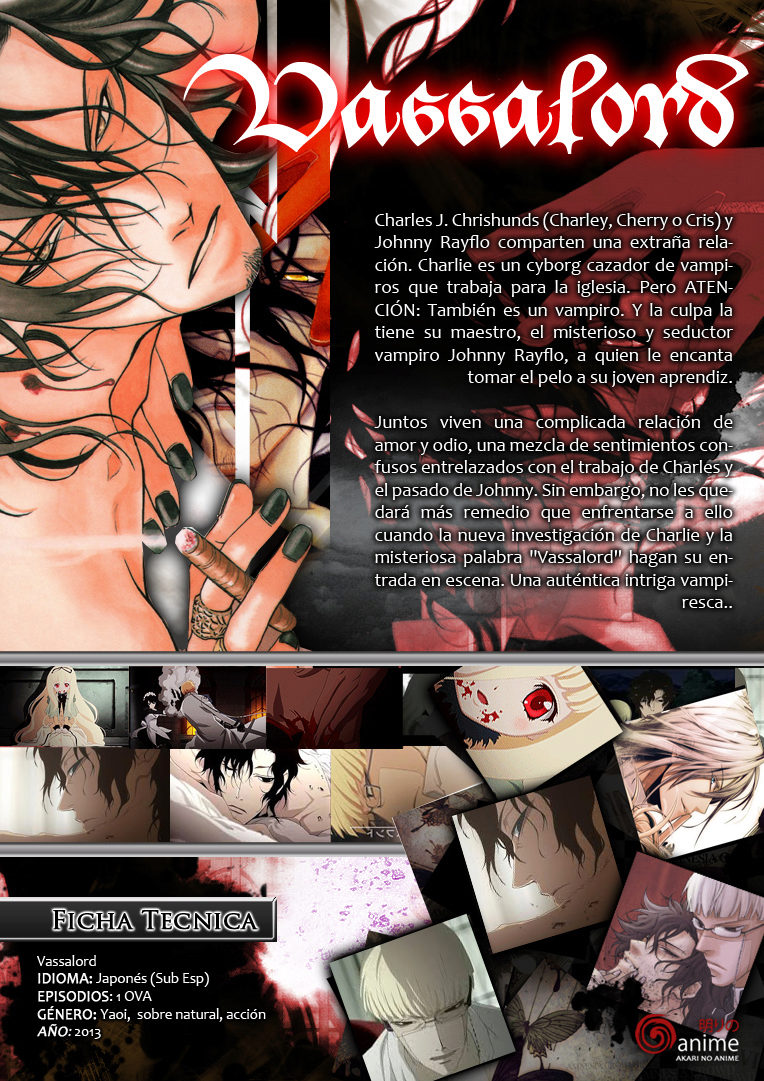 Vassalord
Charles J. Chrishunds (Charley, Cherry o Cris) y
Johnny Rayflo comparten una extraña rela-
ción. Charlie es un cyborg cazador de vampi-
ros que trabaja para la iglesia. Pero ATEN-
CIÓN: También es un vampiro. Y la culpa la
tiene su maestro, el misterioso y seductor
vampiro Johnny Rayflo, a quien le encanta
tomar el pelo a su joven aprendiz.
Juntos viven una complicada relación de
amor y odio, una mezcla de sentimientos con-
fusos entrelazados con el trabajo de Charles y
el pasado de Johnny. Sin embargo, no les que-
dará más remedio que enfrentarse a ello
cuando la nueva investigación de Charlie y la
misteriosa palabra "Vassalord" hagan su en-
trada en escena. Una auténtica intriga vampi-
resca..
FICHA TECNICA
Vassalord
IDIOMA: Japonés (Sub Esp)
EPISODIOS: 1 OVA
GÉNERO: Yaoi, sobre natural, acción
AÑO: 2013
明りの
anime
AKARI NO ANIME